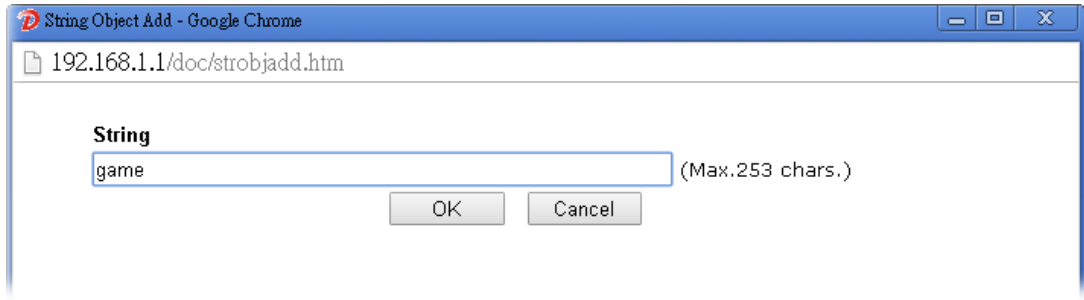 String Object Add - Google Chrome
192.168.1.1/doc/strobjadd.htm
String
game (Max.253 chars.)
OK Cancel